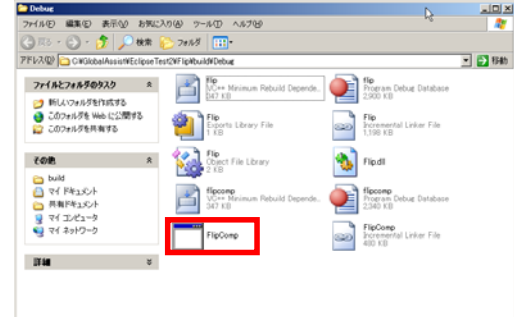 Debug
ファイル(F) 編集(E) 表示(V) お気に入り(A) ツール(T) ヘルプ(H)
戻る 検索 フォルダ
アドレス(D) C:¥GlobalAssist¥EclipseTest2¥Flip¥build¥Debug 移動
ファイルとフォルダのタスク
新しいフォルダを作成する
このフォルダを Web に公開する
このフォルダを共有する
その他
build
マイ ドキュメント
共有ドキュメント
マイ コンピュータ
マイ ネットワーク
詳細
flip
VC++ Minimum Rebuild Depende..
347 KB
flip
Program Debug Database
2,900 KB
Flip
Exports Library File
1 KB
Flip
Incremental Linker File
1,198 KB
Flip
Object File Library
2 KB
Flip.dll
flipcomp
VC++ Minimum Rebuild Depende..
347 KB
flipcomp
Program Debug Database
2,340 KB
FlipComp
FlipComp
Incremental Linker File
480 KB